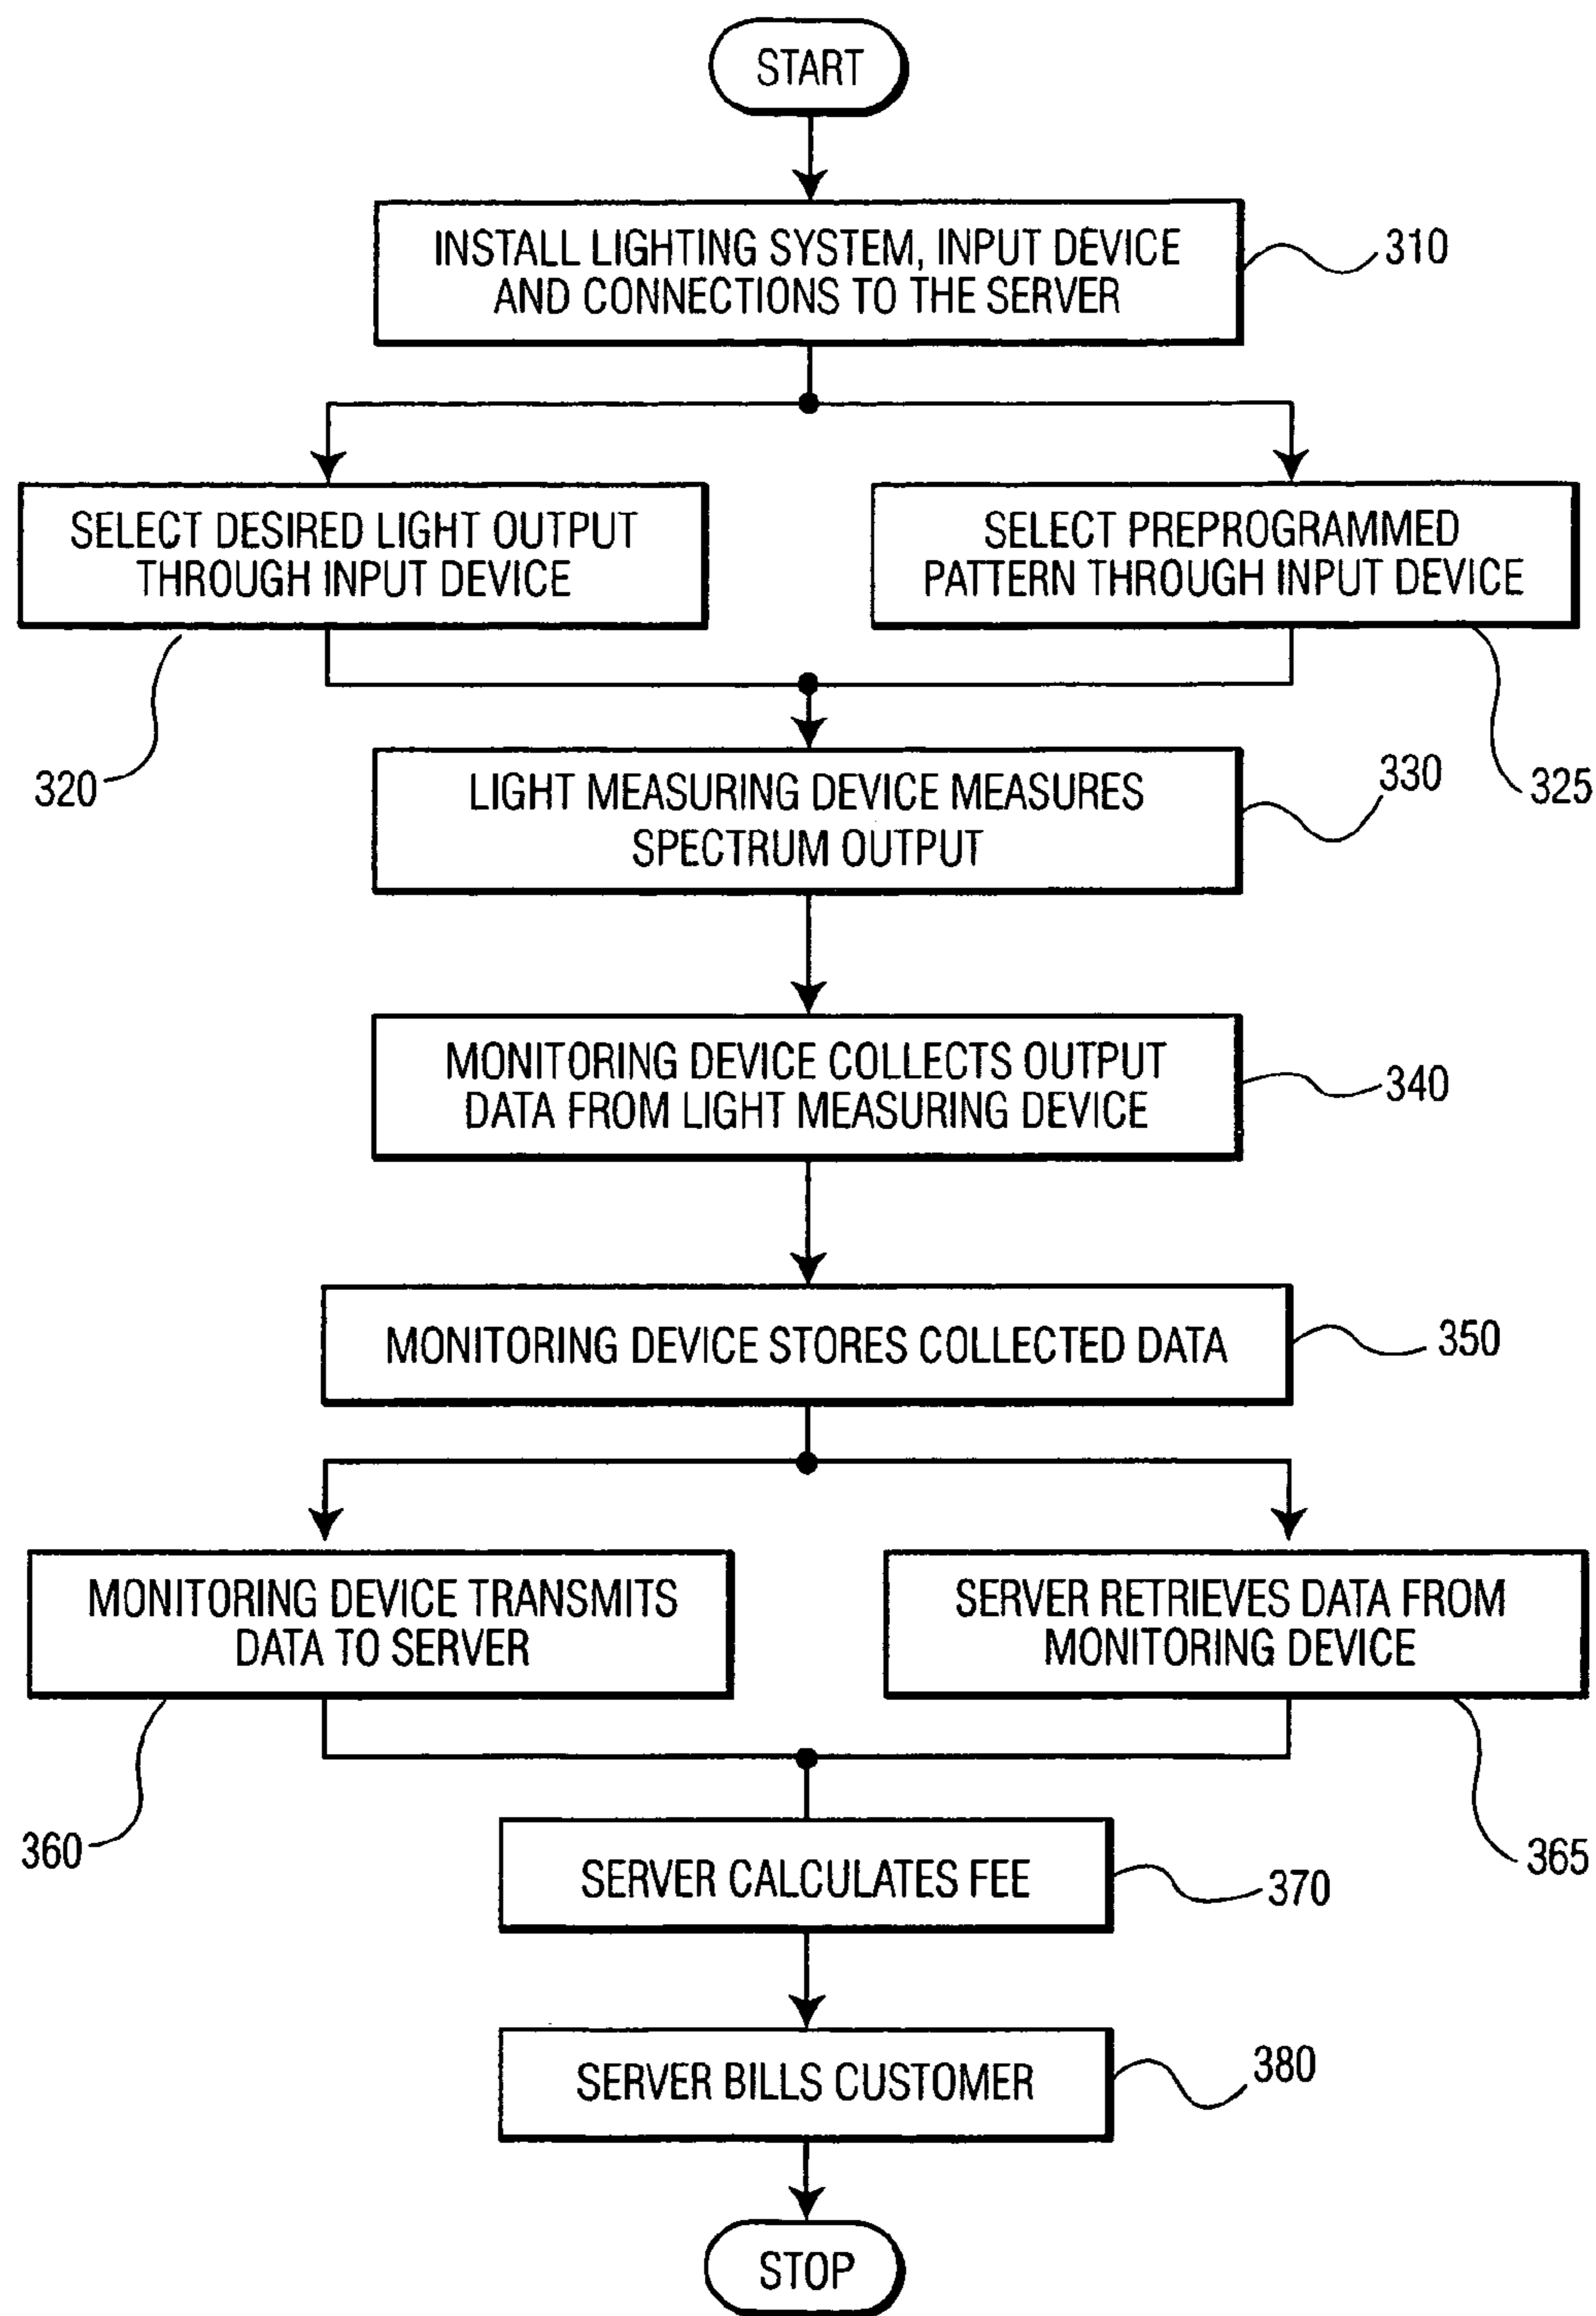 START
INSTALL LIGHTING SYSTEM, INPUT DEVICE
AND CONNECTIONS TO THE SERVER
310
SELECT DESIRED LIGHT OUTPUT
THROUGH INPUT DEVICE
320
SELECT PREPROGRAMMED
PATTERN THROUGH INPUT DEVICE
325
LIGHT MEASURING DEVICE MEASURES
SPECTRUM OUTPUT
330
MONITORING DEVICE COLLECTS OUTPUT
DATA FROM LIGHT MEASURING DEVICE
340
MONITORING DEVICE STORES COLLECTED DATA
350
MONITORING DEVICE TRANSMITS
DATA TO SERVER
360
SERVER RETRIEVES DATA FROM
MONITORING DEVICE
365
SERVER CALCULATES FEE
370
SERVER BILLS CUSTOMER
380
STOP